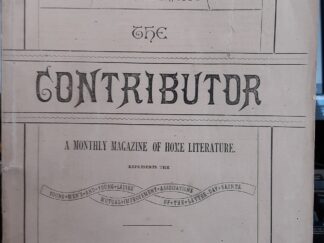 THE
CONTRIBUTOR
A MONTHLY MAGAZINE OF HOME LITERATURE.
REPRESENTS THE
YOUNG MEN'S AND YOUNG LADIES'
MUTUAL IMPROVEMENT ASSOCIATIONS
OF THE LATTER DAY SAINTS